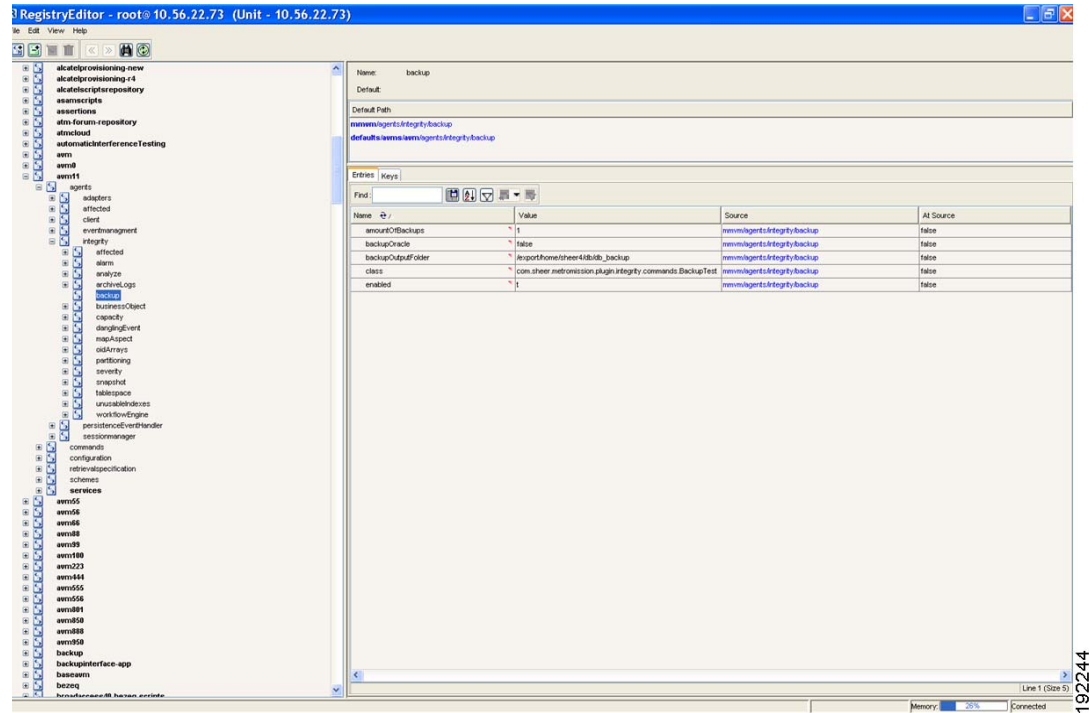 RegistryEditor - root@10.56.22.73 (Unit - 10.56.22.73)
Edit View Help
alcatelprovisioning-new
alcatelprovisioning-r4
alcatelscriptsrepository
asamscripts
assertions
atm-forum-repository
atmcloud
automaticInterferenceTesting
avm
avm0
avm11
agents
adapters
affected
client
eventmanagment
integrity
affected
alarm
analyze
archiveLogs
backup
businessObject
capacity
danglingEvent
mapAspect
oidArrays
partitioning
severity
snapshot
tablespace
unusableIndexes
workflowEngine
persistenceEventHandler
sessionmanager
commands
configuration
retrievalspecification
schemes
services
avm55
avm56
avm66
avm88
avm99
avm100
avm223
avm444
avm555
avm556
avm801
avm850
avm888
avm950
backup
backupinterface-app
baseavm
bezeq
Name: backup
Default:
Default Path
mmvm/agents/integrity/backup
defaults/avms/avm/agents/integrity/backup
Entries Keys
Find:
Name Value Source At Source
amountOfBackups 1 mmvm/agents/integrity/backup false
backupOracle false mmvm/agents/integrity/backup false
backupOutputFolder /export/home/sheer4/db/db_backup mmvm/agents/integrity/backup false
class com.sheer.metromission.plugin.integrity.commands.BackupTest mmvm/agents/integrity/backup false
enabled t mmvm/agents/integrity/backup false
Line 1 (Size 5)
Memory: 26% Connected
192244